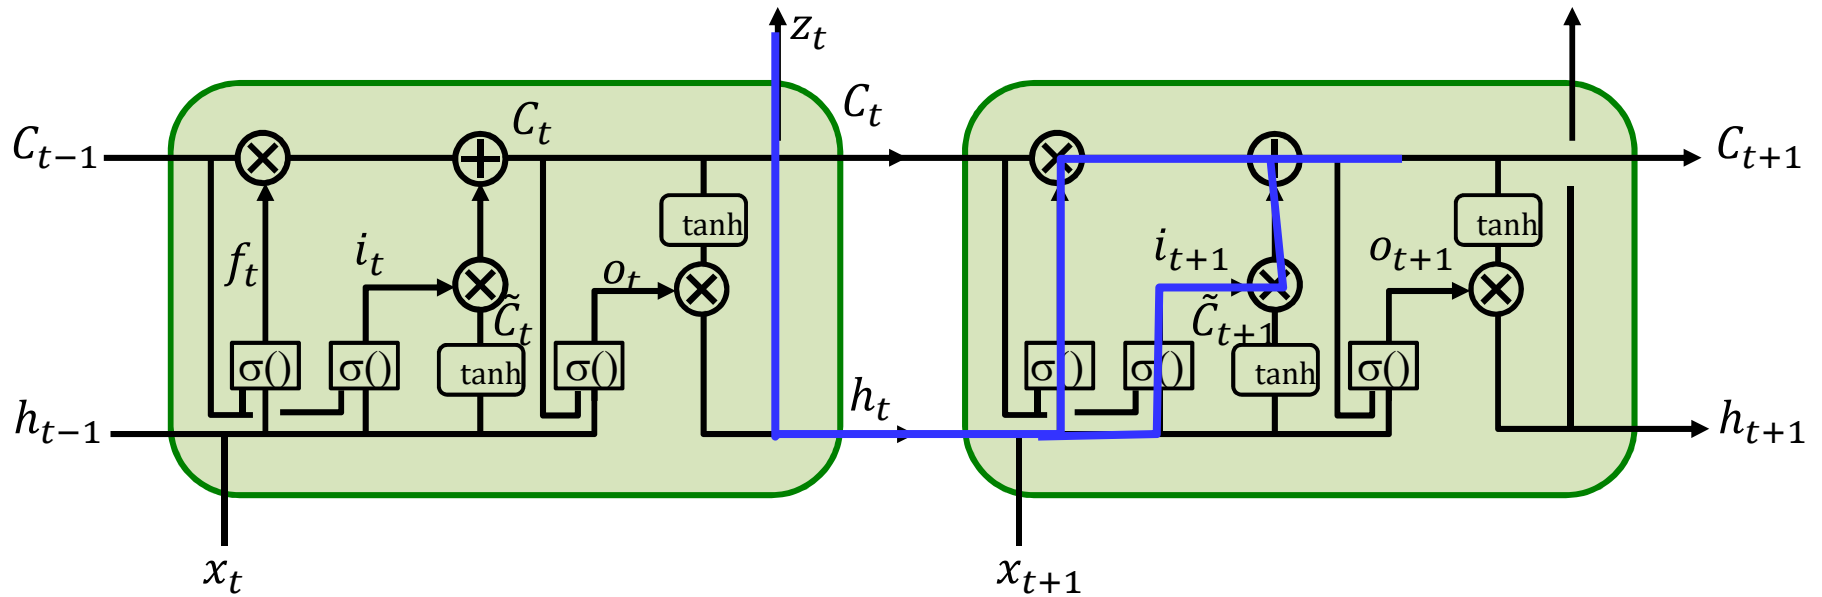 z_t
C_t
C_t
C_{t−1}
C_{t+1}
tanh
tanh
f_t
i_t
o_t
i_{t+1}
o_{t+1}
C̃_t
C̃_{t+1}
σ()
σ()
tanh
σ()
σ()
σ()
tanh
σ()
h_{t−1}
h_t
h_{t+1}
x_t
x_{t+1}